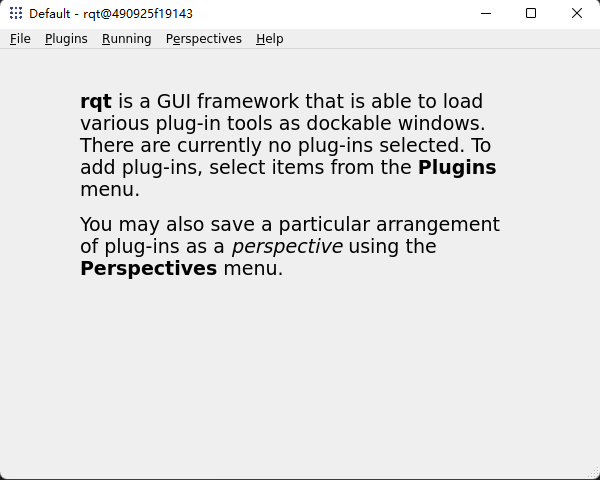 Default - rqt@490925f19143
File Plugins Running Perspectives Help
rqt is a GUI framework that is able to load
various plug-in tools as dockable windows.
There are currently no plug-ins selected. To
add plug-ins, select items from the Plugins
menu.
You may also save a particular arrangement
of plug-ins as a perspective using the
Perspectives menu.